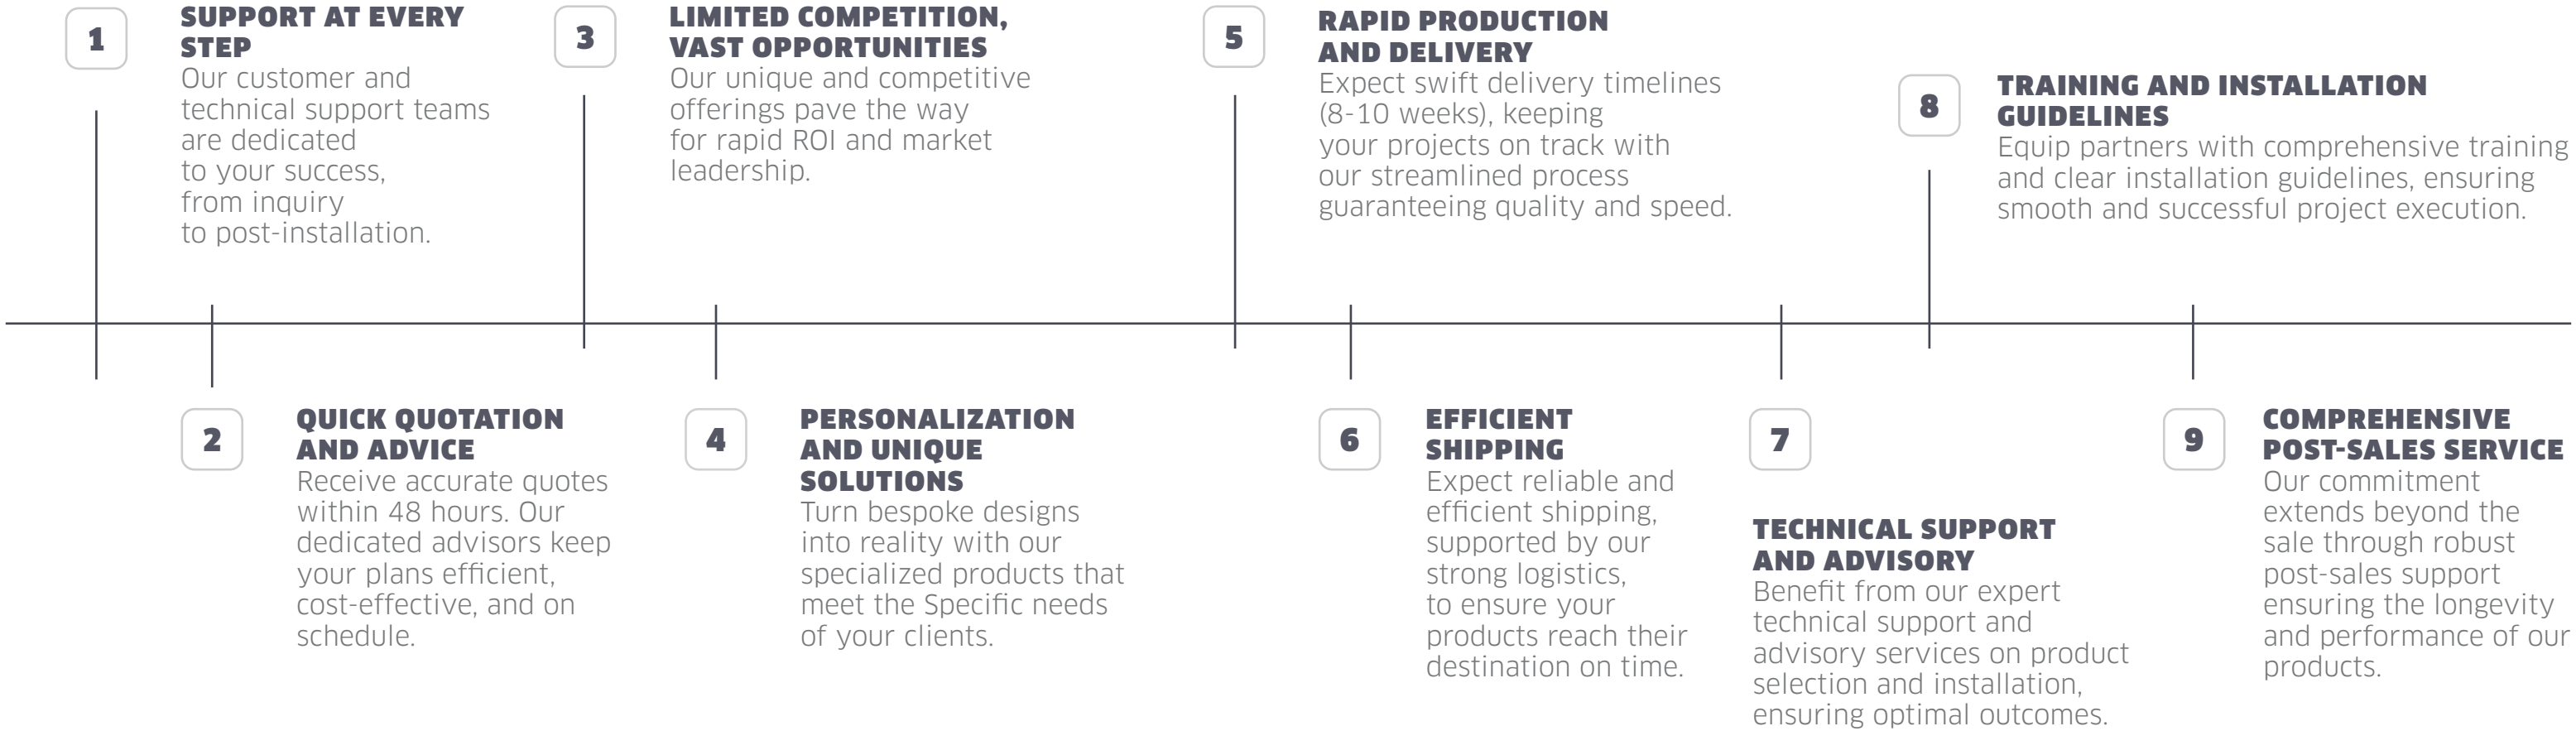 1
SUPPORT AT EVERY
STEP
Our customer and
technical support teams
are dedicated
to your success,
from inquiry
to post-installation.
2
QUICK QUOTATION
AND ADVICE
Receive accurate quotes
within 48 hours. Our
dedicated advisors keep
your plans efficient,
cost-effective, and on
schedule.
3
LIMITED COMPETITION,
VAST OPPORTUNITIES
Our unique and competitive
offerings pave the way
for rapid ROI and market
leadership.
4
PERSONALIZATION
AND UNIQUE
SOLUTIONS
Turn bespoke designs
into reality with our
specialized products that
meet the Specific needs
of your clients.
5
RAPID PRODUCTION
AND DELIVERY
Expect swift delivery timelines
(8-10 weeks), keeping
your projects on track with
our streamlined process
guaranteeing quality and speed.
6
EFFICIENT
SHIPPING
Expect reliable and
efficient shipping,
supported by our
strong logistics,
to ensure your
products reach their
destination on time.
7
TECHNICAL SUPPORT
AND ADVISORY
Benefit from our expert
technical support and
advisory services on product
selection and installation,
ensuring optimal outcomes.
8
TRAINING AND INSTALLATION
GUIDELINES
Equip partners with comprehensive training
and clear installation guidelines, ensuring
smooth and successful project execution.
9
COMPREHENSIVE
POST-SALES SERVICE
Our commitment
extends beyond the
sale through robust
post-sales support
ensuring the longevity
and performance of our
products.